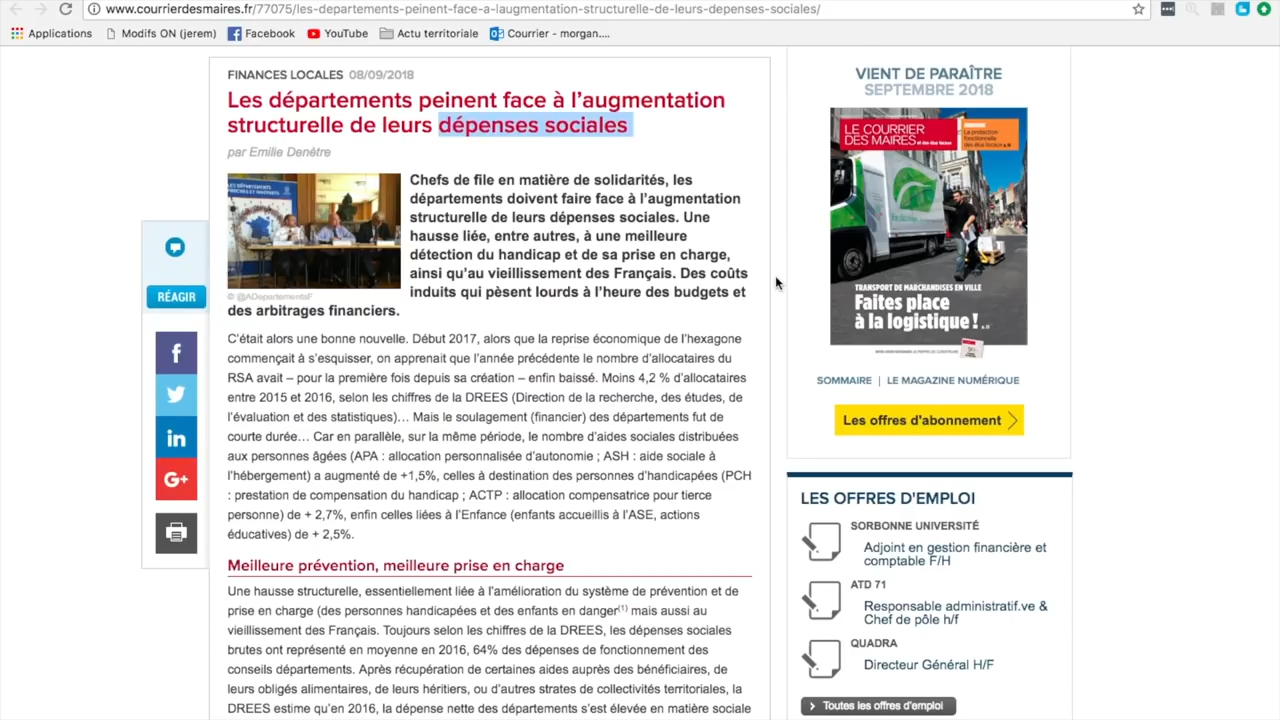 www.courrierdesmaires.fr/77075/les-departements-peinent-face-a-laugmentation-structurelle-de-leurs-depenses-sociales/
Applications
Modifs ON (jerem)
Facebook
YouTube
Actu territoriale
Courrier - morgan....
FINANCES LOCALES 08/09/2018
Les départements peinent face à l'augmentation
structurelle de leurs dépenses sociales
par Emilie Denètre
Chefs de file en matière de solidarités, les
départements doivent faire face à l'augmentation
structurelle de leurs dépenses sociales. Une
hausse liée, entre autres, à une meilleure
détection du handicap et de sa prise en charge,
ainsi qu'au vieillissement des Français. Des coûts
induits qui pèsent lourds à l'heure des budgets et
des arbitrages financiers.
© @ADepartementsF
RÉAGIR
C'était alors une bonne nouvelle. Début 2017, alors que la reprise économique de l'hexagone
commençait à s'esquisser, on apprenait que l'année précédente le nombre d'allocataires du
RSA avait – pour la première fois depuis sa création – enfin baissé. Moins 4,2 % d'allocataires
entre 2015 et 2016, selon les chiffres de la DREES (Direction de la recherche, des études, de
l'évaluation et des statistiques)… Mais le soulagement (financier) des départements fut de
courte durée… Car en parallèle, sur la même période, le nombre d'aides sociales distribuées
aux personnes âgées (APA : allocation personnalisée d'autonomie ; ASH : aide sociale à
l'hébergement) a augmenté de +1,5%, celles à destination des personnes d'handicapées (PCH
: prestation de compensation du handicap ; ACTP : allocation compensatrice pour tierce
personne) de + 2,7%, enfin celles liées à l'Enfance (enfants accueillis à l'ASE, actions
éducatives) de + 2,5%.
Meilleure prévention, meilleure prise en charge
Une hausse structurelle, essentiellement liée à l'amélioration du système de prévention et de
prise en charge (des personnes handicapées et des enfants en danger(1) mais aussi au
vieillissement des Français. Toujours selon les chiffres de la DREES, les dépenses sociales
brutes ont représenté en moyenne en 2016, 64% des dépenses de fonctionnement des
conseils départements. Après récupération de certaines aides auprès des bénéficiaires, de
leurs obligés alimentaires, de leurs héritiers, ou d'autres strates de collectivités territoriales, la
DREES estime qu'en 2016, la dépense nette des départements s'est élevée en matière sociale
VIENT DE PARAÎTRE
SEPTEMBRE 2018
LE COURRIER
DES MAIRES
TRANSPORT DE MARCHANDISES EN VILLE
Faites place
à la logistique !
SOMMAIRE | LE MAGAZINE NUMÉRIQUE
Les offres d'abonnement
LES OFFRES D'EMPLOI
SORBONNE UNIVERSITÉ
Adjoint en gestion financière et
comptable F/H
ATD 71
Responsable administratif.ve &
Chef de pôle h/f
QUADRA
Directeur Général H/F
Toutes les offres d'emploi